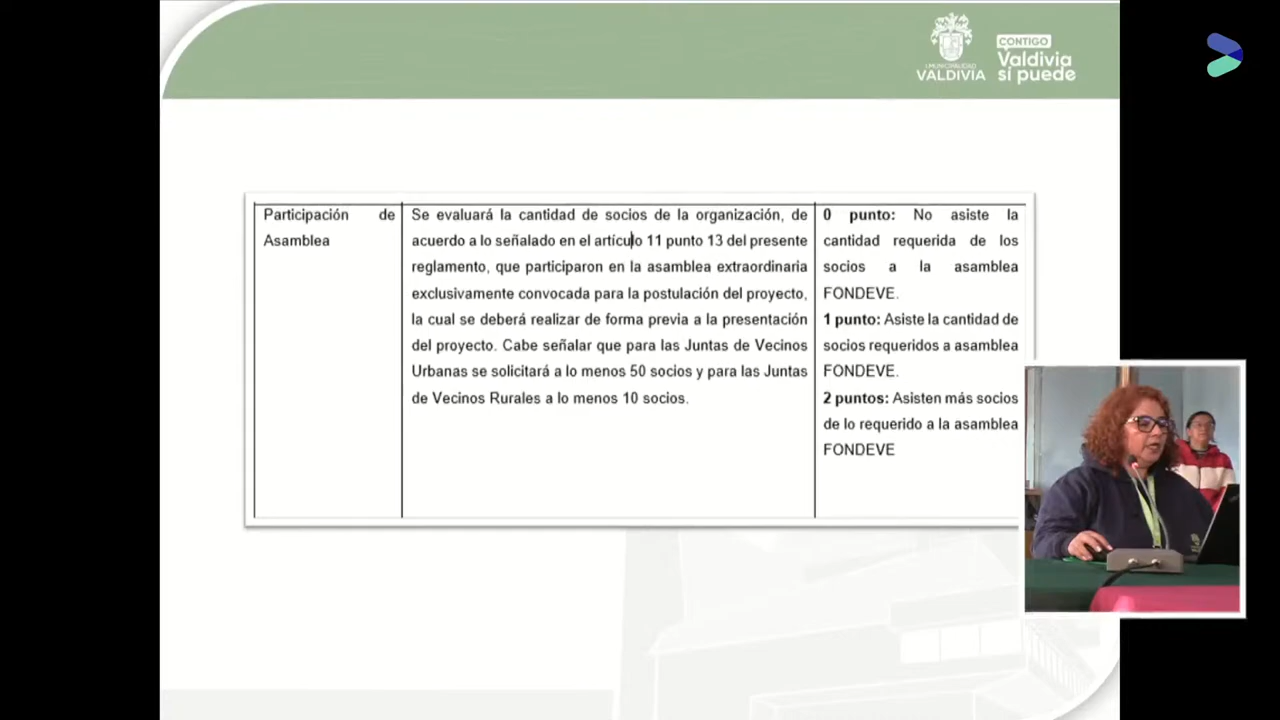 I. MUNICIPALIDAD
VALDIVIA
CONTIGO
Valdivia
sí puede
Participación de
Asamblea
Se evaluará la cantidad de socios de la organización, de
acuerdo a lo señalado en el artículo 11 punto 13 del presente
reglamento, que participaron en la asamblea extraordinaria
exclusivamente convocada para la postulación del proyecto,
la cual se deberá realizar de forma previa a la presentación
del proyecto. Cabe señalar que para las Juntas de Vecinos
Urbanas se solicitará a lo menos 50 socios y para las Juntas
de Vecinos Rurales a lo menos 10 socios.
0 punto: No asiste la
cantidad requerida de los
socios a la asamblea
FONDEVE.
1 punto: Asiste la cantidad de
socios requeridos a asamblea
FONDEVE.
2 puntos: Asisten más socios
de lo requerido a la asamblea
FONDEVE